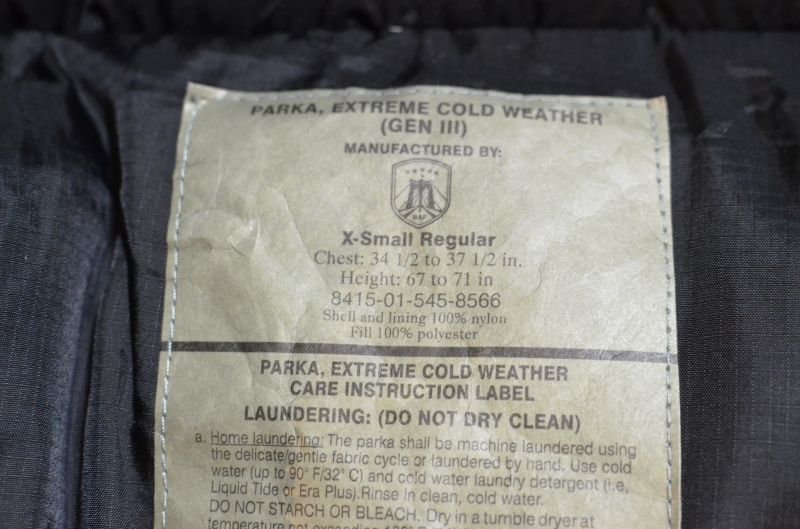 PARKA, EXTREME COLD WEATHER
(GEN III)
MANUFACTURED BY:
BAF
X-Small Regular
Chest: 34 1/2 to 37 1/2 in.
Height: 67 to 71 in
8415-01-545-8566
Shell and lining 100% nylon
Fill 100% polyester
PARKA, EXTREME COLD WEATHER
CARE INSTRUCTION LABEL
LAUNDERING: (DO NOT DRY CLEAN)
a. Home laundering: The parka shall be machine laundered using
the delicate/gentle fabric cycle or laundered by hand. Use cold
water (up to 90° F/32° C) and cold water laundry detergent (i.e,
Liquid Tide or Era Plus).Rinse in clean, cold water.
DO NOT STARCH OR BLEACH. Dry in a tumble dryer at
temperature not exceeding